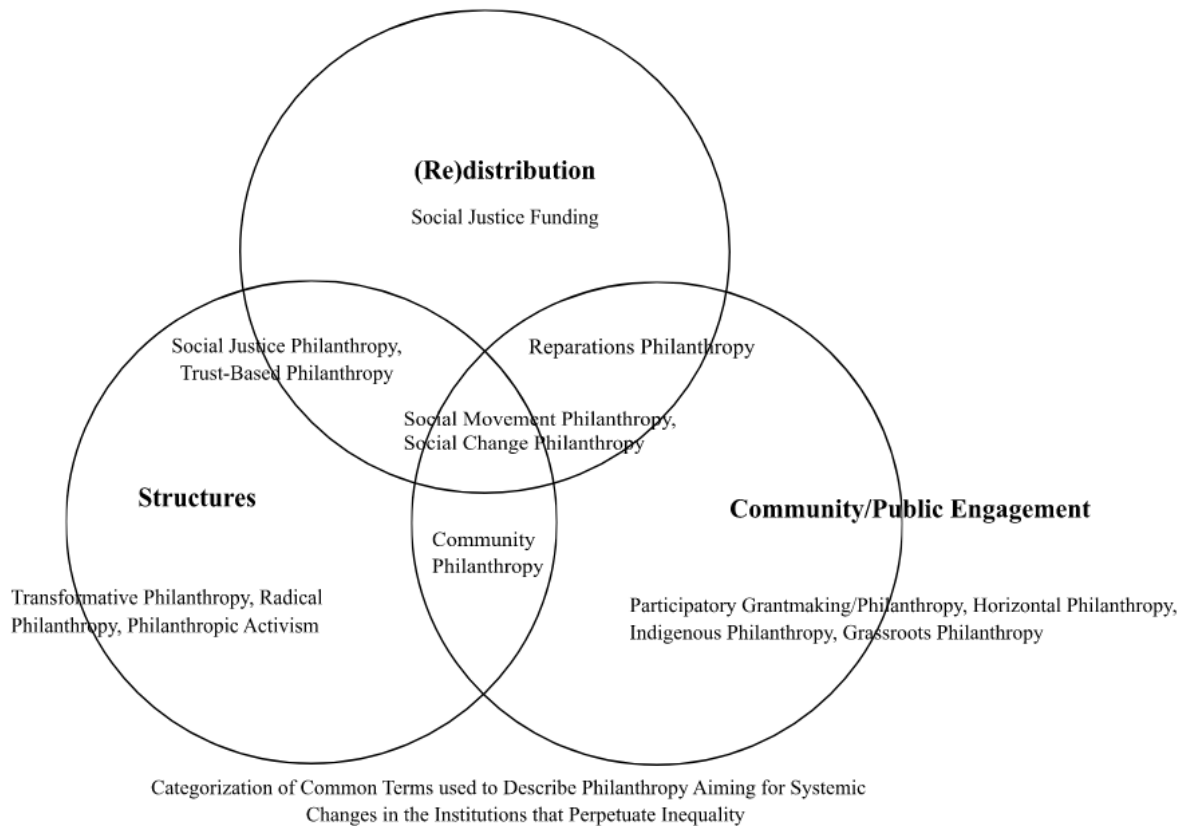 (Re)distribution
Social Justice Funding
Social Justice Philanthropy,
Trust-Based Philanthropy
Reparations Philanthropy
Social Movement Philanthropy,
Social Change Philanthropy
Structures
Community/Public Engagement
Community
Philanthropy
Transformative Philanthropy, Radical
Philanthropy, Philanthropic Activism
Participatory Grantmaking/Philanthropy, Horizontal Philanthropy,
Indigenous Philanthropy, Grassroots Philanthropy
Categorization of Common Terms used to Describe Philanthropy Aiming for Systemic
Changes in the Institutions that Perpetuate Inequality